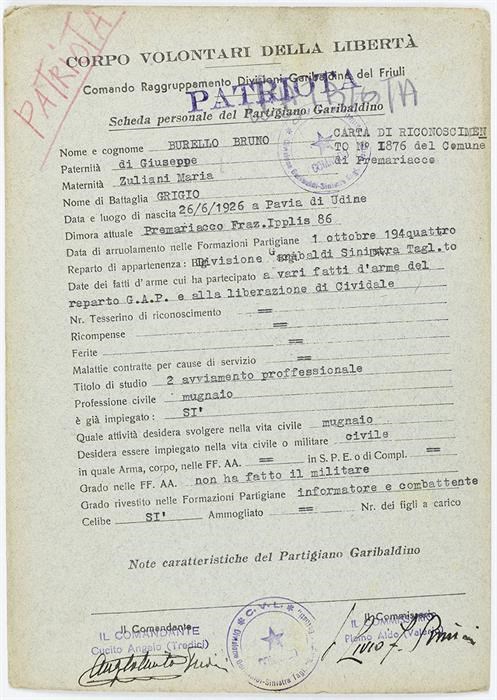 PATRIOTA
CORPO VOLONTARI DELLA LIBERTÀ
Comando Raggruppamento Divisioni Garibaldine del Friuli
PATRIOTA
Scheda personale del Partigiano Garibaldino
Nome e cognome BURELLO BRUNO CARTA DI RICONOSCIMEN
Paternità di Giuseppe TO Nº 1876 del Comune
Maternità Zuliani Maria di Premariacco
Nome di Battaglia GRIGIO
Data e luogo di nascita 26/6/1926 a Pavia di Udine
Dimora attuale Premariacco Fraz.Ipplis 86
Data di arruolamento nelle Formazioni Partigiane 1 ottobre 194quattro
Reparto di appartenenza: Divisione Garibaldi Sinistra Tagl.to
Date dei fatti d'arme cui ha partecipato a vari fatti d'arme del
reparto G.A.P. e alla liberazione di Cividale
Nr. Tesserino di riconoscimento ==
Ricompense ==
Ferite ==
Malattie contratte per cause di servizio ==
Titolo di studio 2 avviamento proffessionale
Professione civile mugnaio
è già impiegato: SI'
Quale attività desidera svolgere nella vita civile mugnaio
Desidera essere impiegato nella vita civile o militare civile
in quale Arma, corpo, nelle FF. AA. == in S. P. E. o di Compl. ==
Grado nelle FF. AA. non ha fatto il militare
Grado rivestito nelle Formazioni Partigiane informatore e combattente
Celibe SI' Ammogliato == Nr. dei figli a carico
Note caratteristiche del Partigiano Garibaldino
Il Comandante Il Commissario
IL COMANDANTE IL COMMISSARIO
Cucito Angelo (Tredici) Plaino Aldo (Valerio)
C.V.L.